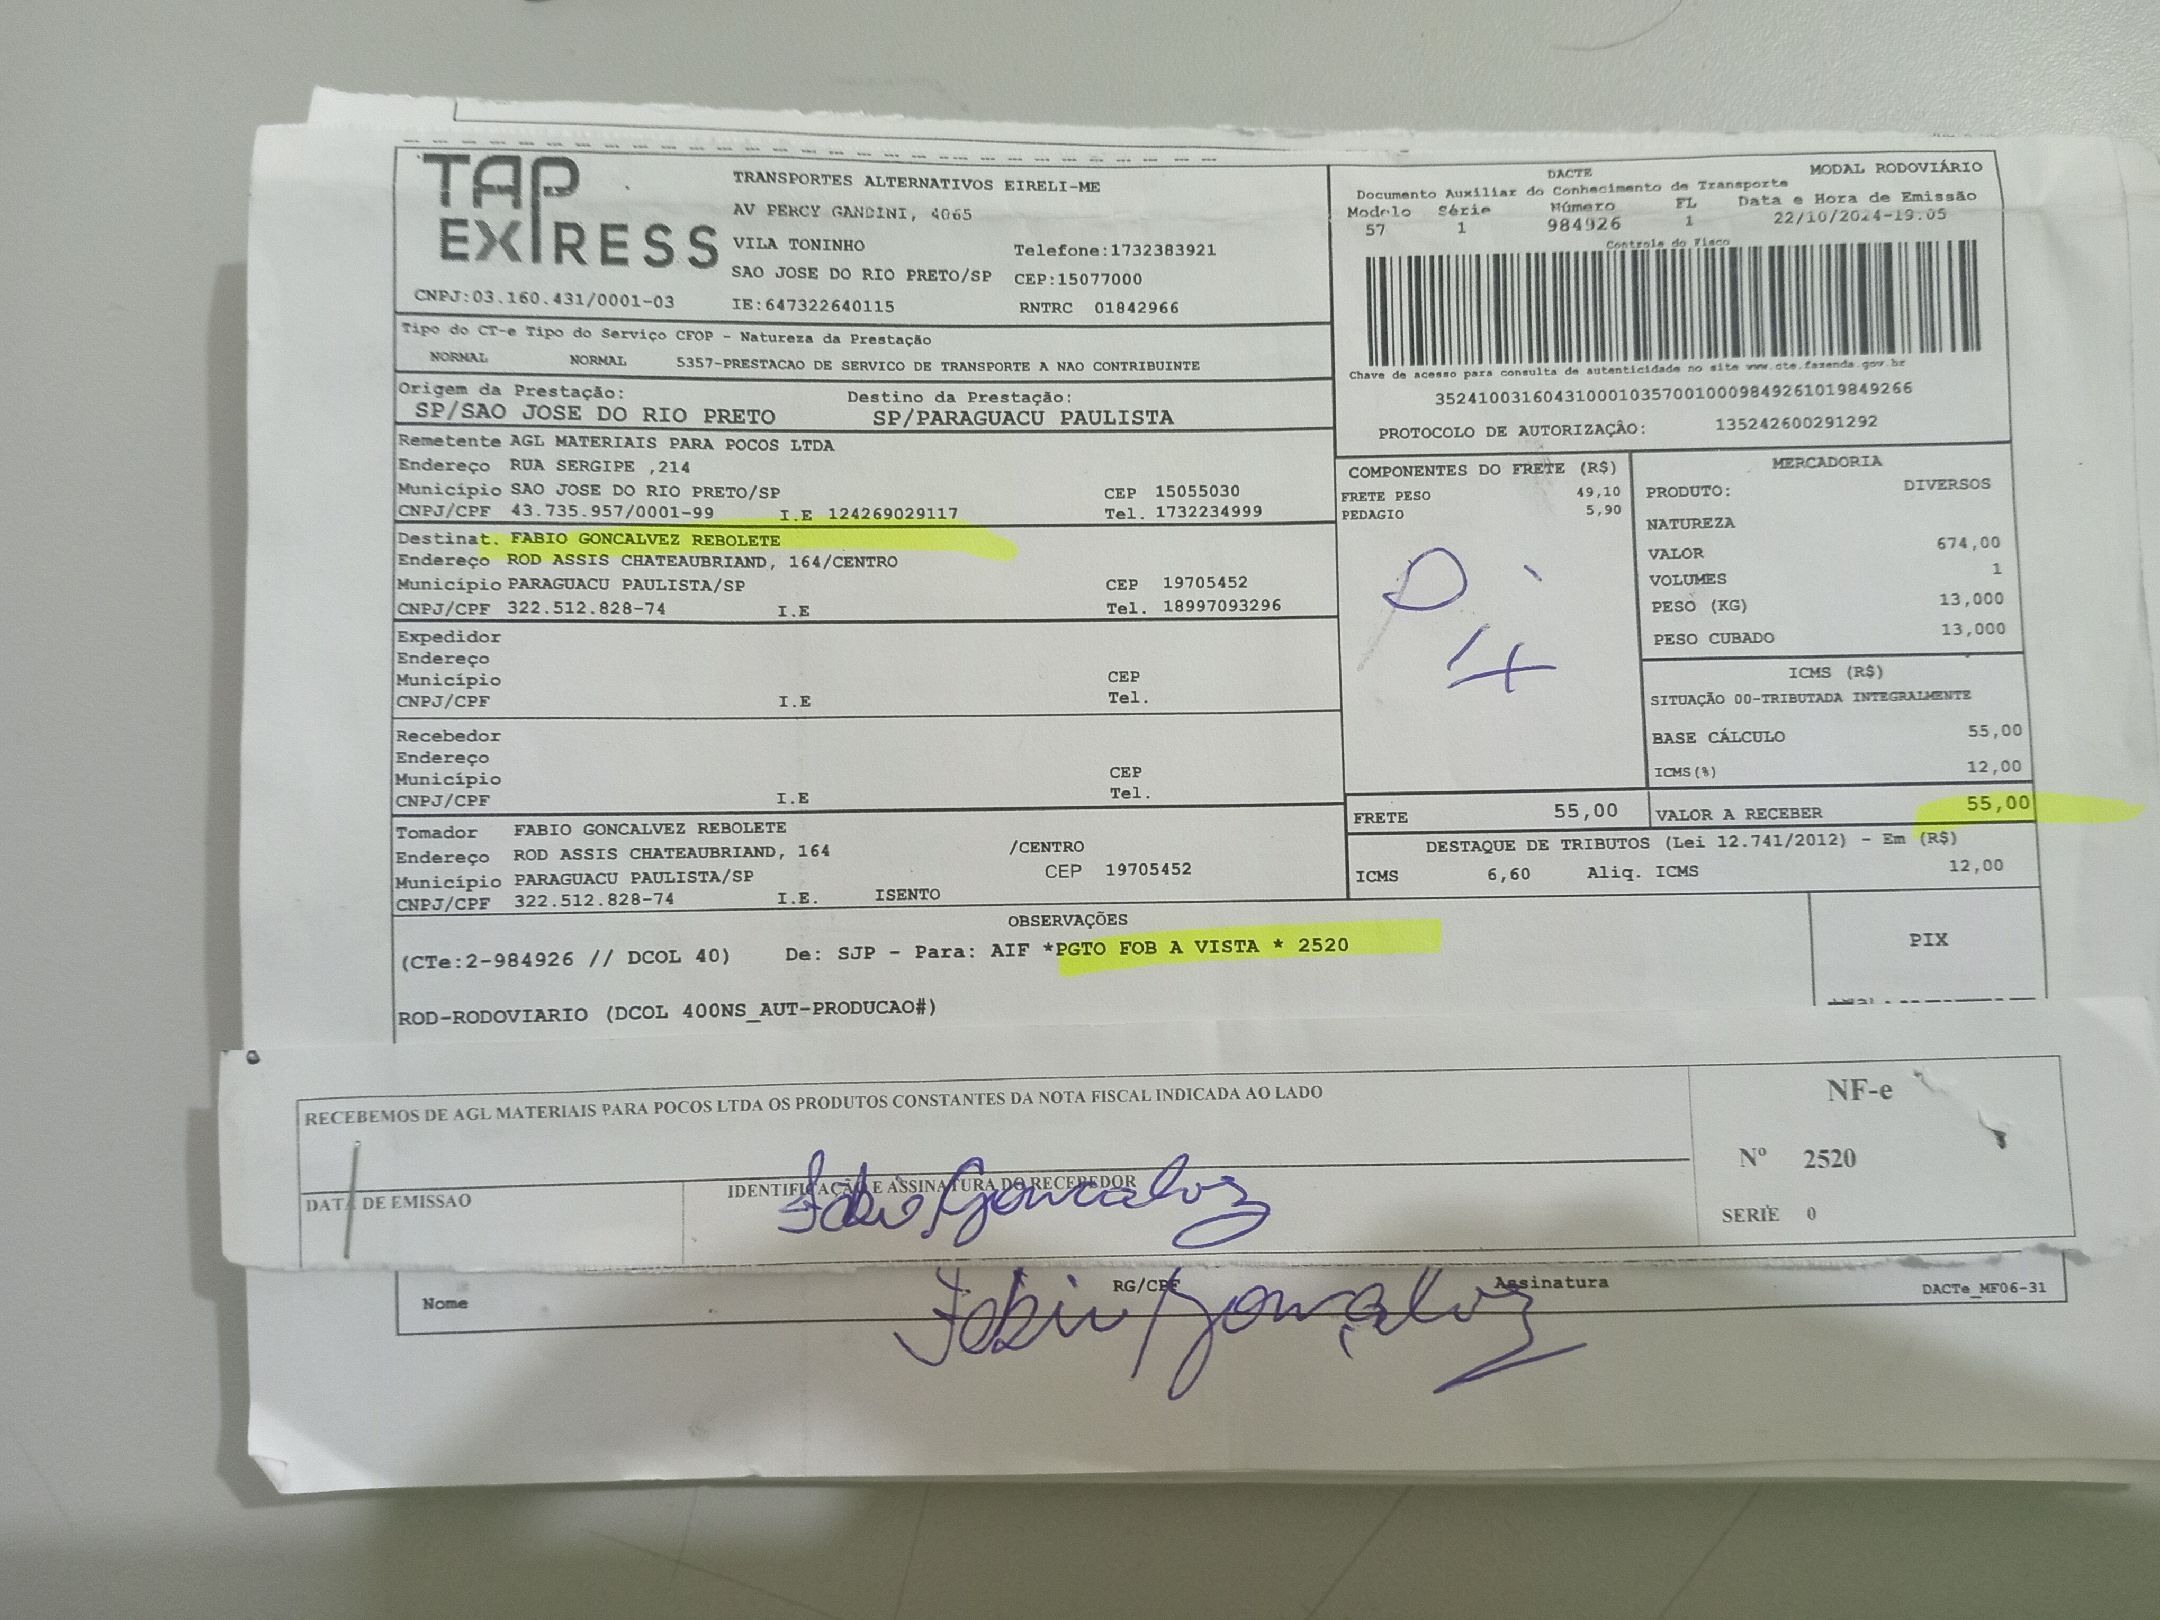 TAP
EXPRESS
TRANSPORTES ALTERNATIVOS EIRELI-ME
AV PERCY GANDINI, 4065
VILA TONINHO Telefone:1732383921
SAO JOSE DO RIO PRETO/SP CEP:15077000
CNPJ:03.160.431/0001-03 IE:647322640115 RNTRC 01842966
DACTE MODAL RODOVIÁRIO
Documento Auxiliar do Conhecimento de Transporte
Modelo Série Número FL Data e Hora de Emissão
57 1 984926 1 22/10/2024-19.05
Controle do Fisco
Chave de acesso para consulta de autenticidade no site www.cte.fazenda.gov.br
35241003160431000103570010009849261019849266
PROTOCOLO DE AUTORIZAÇÃO: 135242600291292
Tipo do CT-e Tipo do Serviço CFOP - Natureza da Prestação
NORMAL NORMAL 5357-PRESTACAO DE SERVICO DE TRANSPORTE A NAO CONTRIBUINTE
Origem da Prestação: Destino da Prestação:
SP/SAO JOSE DO RIO PRETO SP/PARAGUACU PAULISTA
Remetente AGL MATERIAIS PARA POCOS LTDA
Endereço RUA SERGIPE ,214
Município SAO JOSE DO RIO PRETO/SP CEP 15055030
CNPJ/CPF 43.735.957/0001-99 I.E 124269029117 Tel. 1732234999
Destinat. FABIO GONCALVEZ REBOLETE
Endereço ROD ASSIS CHATEAUBRIAND, 164/CENTRO
Município PARAGUACU PAULISTA/SP CEP 19705452
CNPJ/CPF 322.512.828-74 I.E Tel. 18997093296
Expedidor
Endereço
Município CEP
CNPJ/CPF I.E Tel.
Recebedor
Endereço
Município CEP
CNPJ/CPF I.E Tel.
Tomador FABIO GONCALVEZ REBOLETE
Endereço ROD ASSIS CHATEAUBRIAND, 164 /CENTRO
Município PARAGUACU PAULISTA/SP CEP 19705452
CNPJ/CPF 322.512.828-74 I.E. ISENTO
COMPONENTES DO FRETE (R$)
FRETE PESO 49,10
PEDAGIO 5,90
MERCADORIA
PRODUTO: DIVERSOS
NATUREZA
VALOR 674,00
VOLUMES 1
PESO (KG) 13,000
PESO CUBADO 13,000
ICMS (R$)
SITUAÇÃO 00-TRIBUTADA INTEGRALMENTE
BASE CÁLCULO 55,00
ICMS(%) 12,00
FRETE 55,00 VALOR A RECEBER 55,00
DESTAQUE DE TRIBUTOS (Lei 12.741/2012) - Em (R$)
ICMS 6,60 Aliq. ICMS 12,00
OBSERVAÇÕES
(CTe:2-984926 // DCOL 40) De: SJP - Para: AIF *PGTO FOB A VISTA * 2520
PIX
ROD-RODOVIARIO (DCOL 400NS_AUT-PRODUCAO#)
RECEBEMOS DE AGL MATERIAIS PARA POCOS LTDA OS PRODUTOS CONSTANTES DA NOTA FISCAL INDICADA AO LADO
NF-e
Nº 2520
SERIE 0
DATA DE EMISSAO IDENTIFICAÇÃO E ASSINATURA DO RECEBEDOR
Fabio Goncalvez
Nome RG/CPF Assinatura DACTe_MF06-31
Fabio Gonçalvez